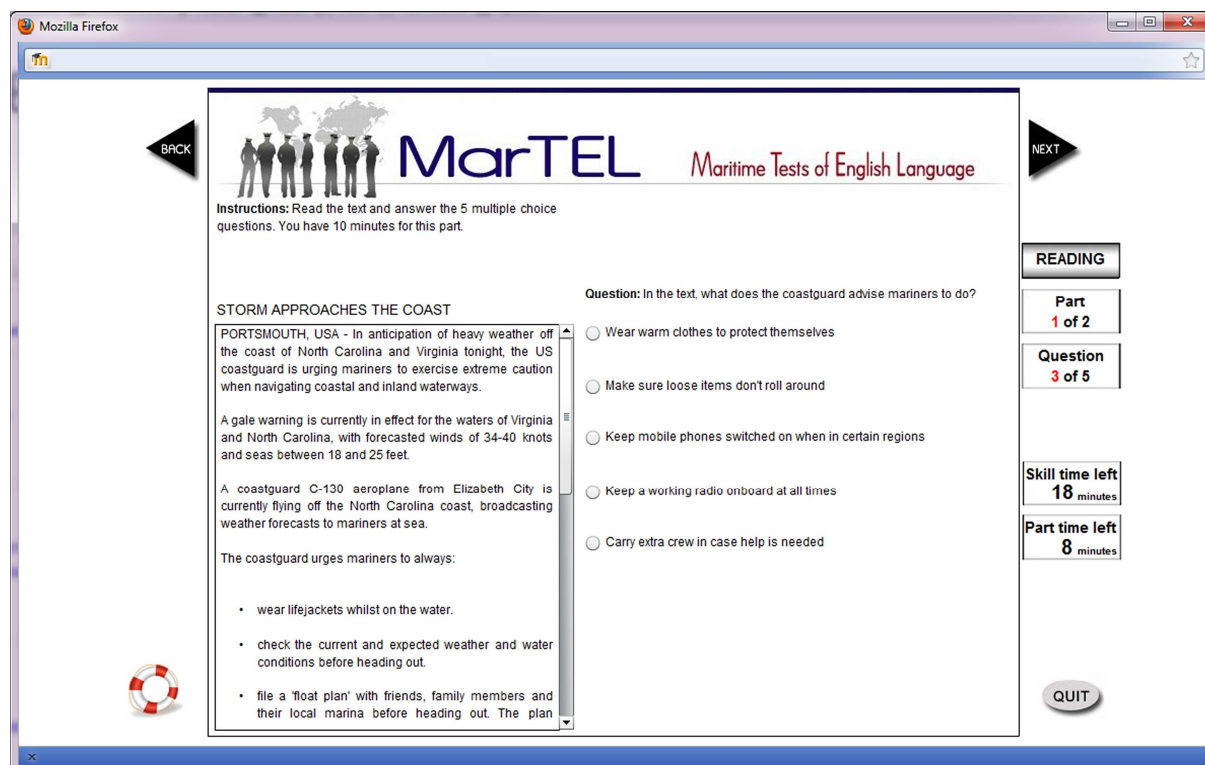 Mozilla Firefox
BACK
MarTEL
Maritime Tests of English Language
NEXT
Instructions: Read the text and answer the 5 multiple choice
questions. You have 10 minutes for this part.
STORM APPROACHES THE COAST
PORTSMOUTH, USA - In anticipation of heavy weather off
the coast of North Carolina and Virginia tonight, the US
coastguard is urging mariners to exercise extreme caution
when navigating coastal and inland waterways.
A gale warning is currently in effect for the waters of Virginia
and North Carolina, with forecasted winds of 34-40 knots
and seas between 18 and 25 feet.
A coastguard C-130 aeroplane from Elizabeth City is
currently flying off the North Carolina coast, broadcasting
weather forecasts to mariners at sea.
The coastguard urges mariners to always:
• wear lifejackets whilst on the water.
• check the current and expected weather and water
conditions before heading out.
• file a 'float plan' with friends, family members and
their local marina before heading out. The plan
Question: In the text, what does the coastguard advise mariners to do?
Wear warm clothes to protect themselves
Make sure loose items don't roll around
Keep mobile phones switched on when in certain regions
Keep a working radio onboard at all times
Carry extra crew in case help is needed
READING
Part
1 of 2
Question
3 of 5
Skill time left
18 minutes
Part time left
8 minutes
QUIT